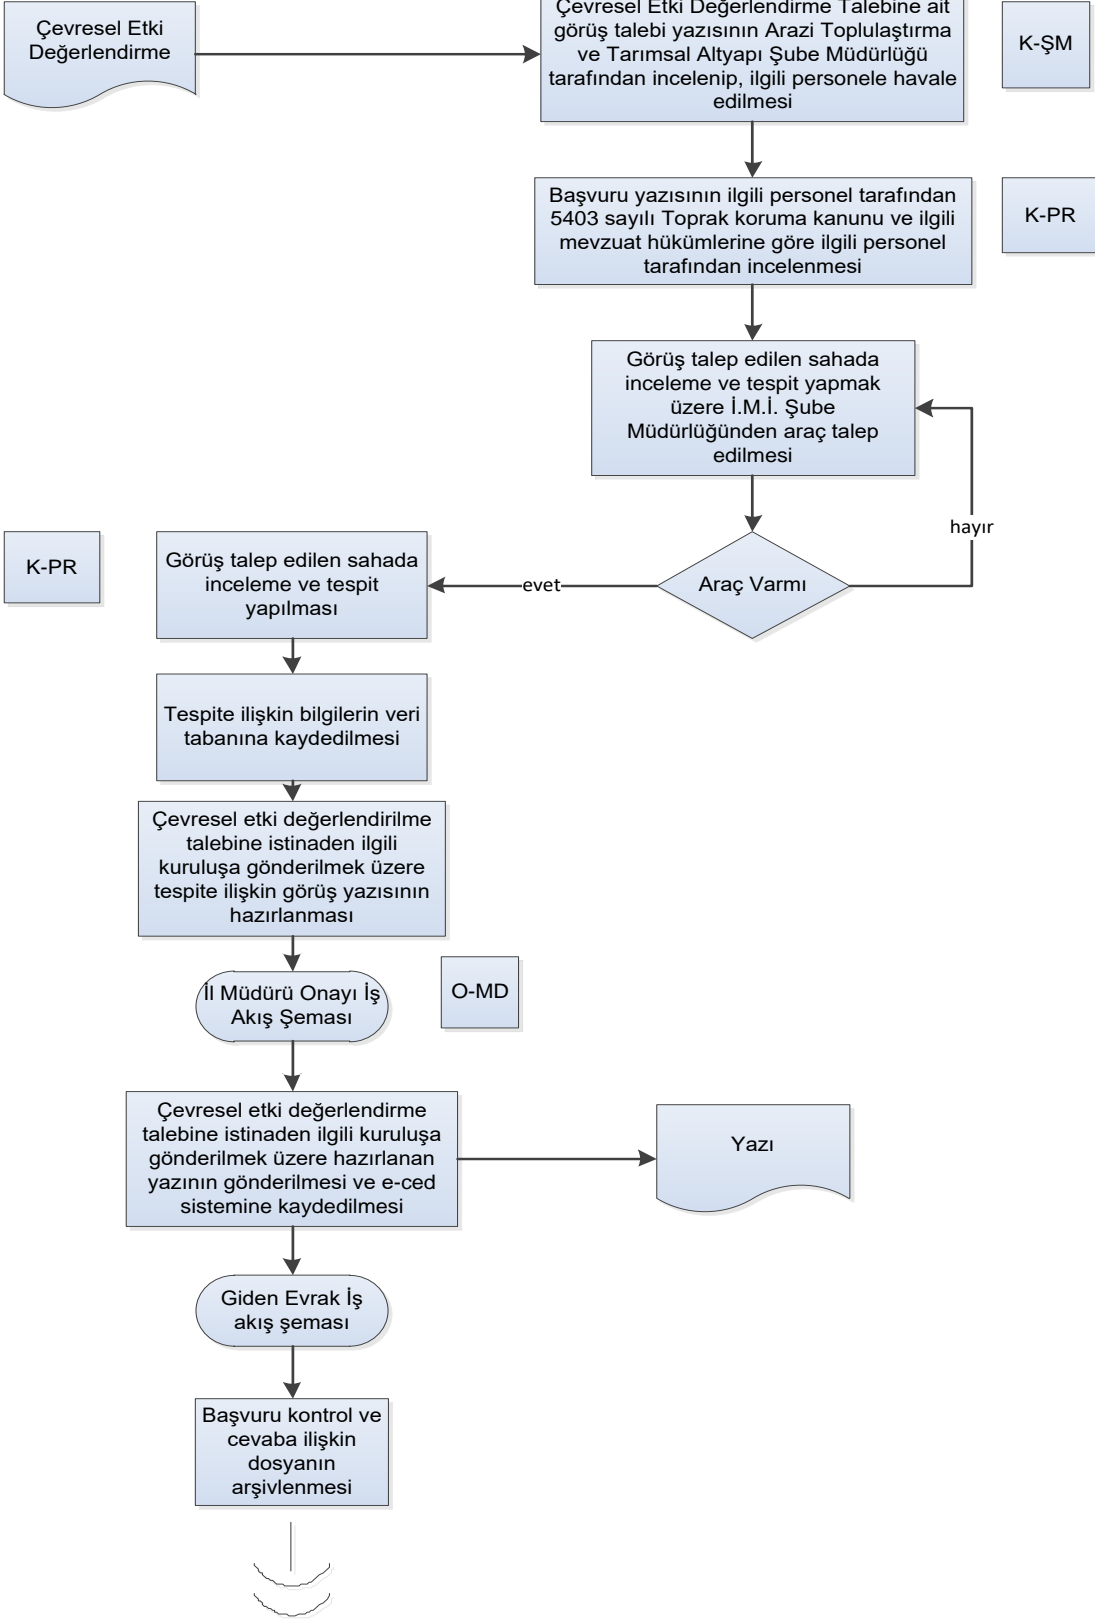 Çevresel Etki
Değerlendirme
Çevresel Etki Değerlendirme Talebine ait
görüş talebi yazısının Arazi Toplulaştırma
ve Tarımsal Altyapı Şube Müdürlüğü
tarafından incelenip, ilgili personele havale
edilmesi
K-ŞM
Başvuru yazısının ilgili personel tarafından
5403 sayılı Toprak koruma kanunu ve ilgili
mevzuat hükümlerine göre ilgili personel
tarafından incelenmesi
K-PR
Görüş talep edilen sahada
inceleme ve tespit yapmak
üzere İ.M.İ. Şube
Müdürlüğünden araç talep
edilmesi
hayır
Araç Varmı
evet
K-PR
Görüş talep edilen sahada
inceleme ve tespit
yapılması
Tespite ilişkin bilgilerin veri
tabanına kaydedilmesi
Çevresel etki değerlendirilme
talebine istinaden ilgili
kuruluşa gönderilmek üzere
tespite ilişkin görüş yazısının
hazırlanması
İl Müdürü Onayı İş
Akış Şeması
O-MD
Çevresel etki değerlendirme
talebine istinaden ilgili kuruluşa
gönderilmek üzere hazırlanan
yazının gönderilmesi ve e-ced
sistemine kaydedilmesi
Yazı
Giden Evrak İş
akış şeması
Başvuru kontrol ve
cevaba ilişkin
dosyanın
arşivlenmesi